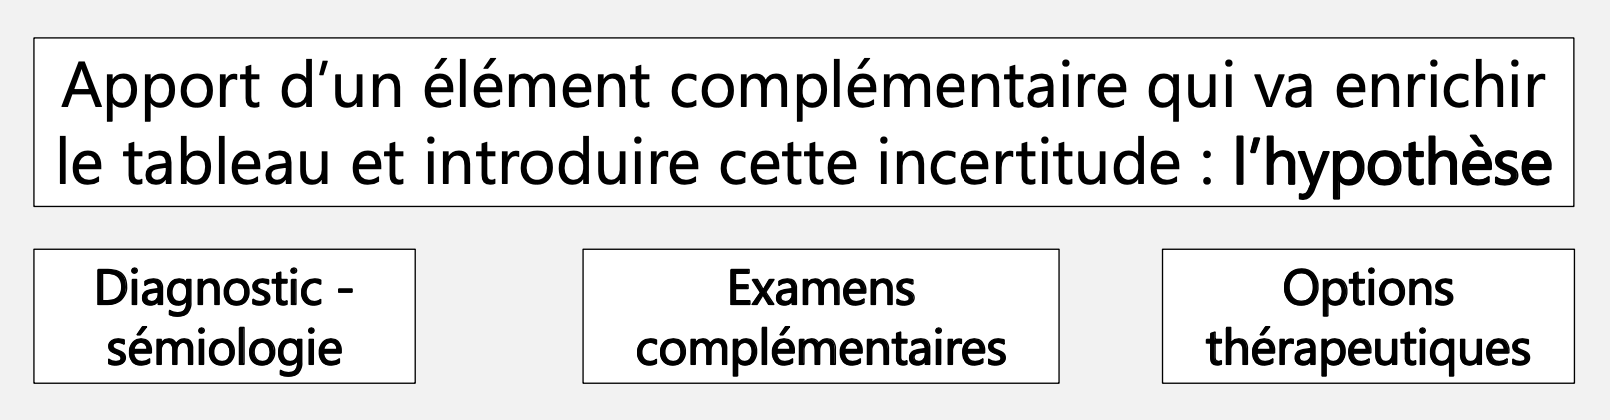 Apport d’un élément complémentaire qui va enrichir
le tableau et introduire cette incertitude : l’hypothèse
Diagnostic -
sémiologie
Examens
complémentaires
Options
thérapeutiques